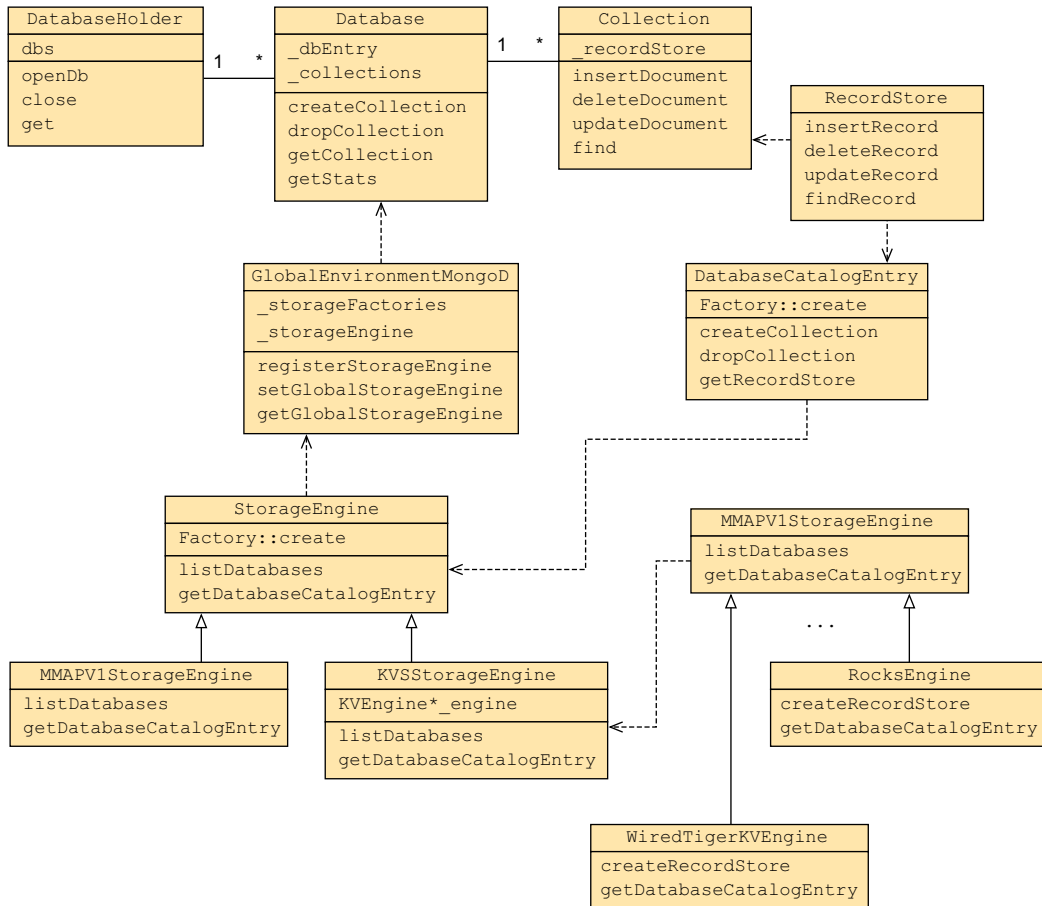 DatabaseHolder
dbs
openDb
close
get
1
*
Database
_dbEntry
_collections
createCollection
dropCollection
getCollection
getStats
1
*
Collection
_recordStore
insertDocument
deleteDocument
updateDocument
find
RecordStore
insertRecord
deleteRecord
updateRecord
findRecord
GlobalEnvironmentMongoD
_storageFactories
_storageEngine
registerStorageEngine
setGlobalStorageEngine
getGlobalStorageEngine
DatabaseCatalogEntry
Factory::create
createCollection
dropCollection
getRecordStore
StorageEngine
Factory::create
listDatabases
getDatabaseCatalogEntry
MMAPV1StorageEngine
listDatabases
getDatabaseCatalogEntry
...
MMAPV1StorageEngine
listDatabases
getDatabaseCatalogEntry
KVSStorageEngine
KVEngine*_engine
listDatabases
getDatabaseCatalogEntry
RocksEngine
createRecordStore
getDatabaseCatalogEntry
WiredTigerKVEngine
createRecordStore
getDatabaseCatalogEntry